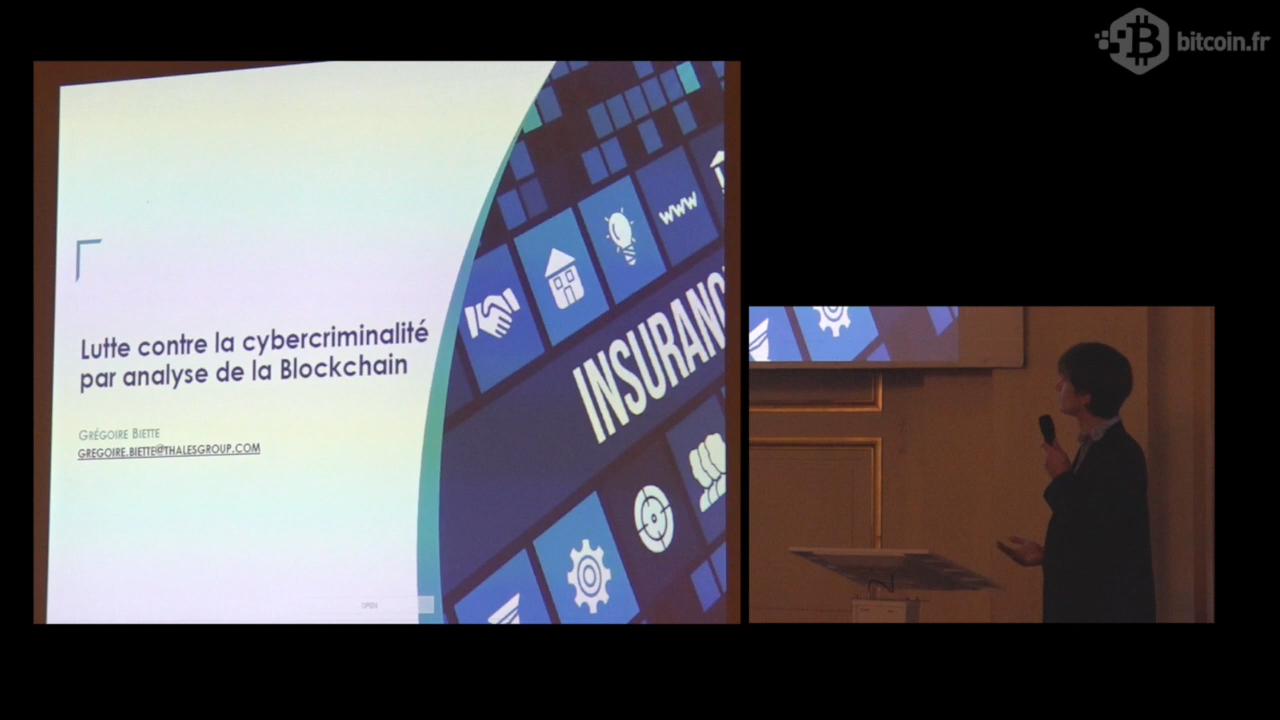 bitcoin.fr
Lutte contre la cybercriminalité
par analyse de la Blockchain
GRÉGOIRE BIETTE
GREGOIRE.BIETTE@THALESGROUP.COM
OPEN
www
INSURANC